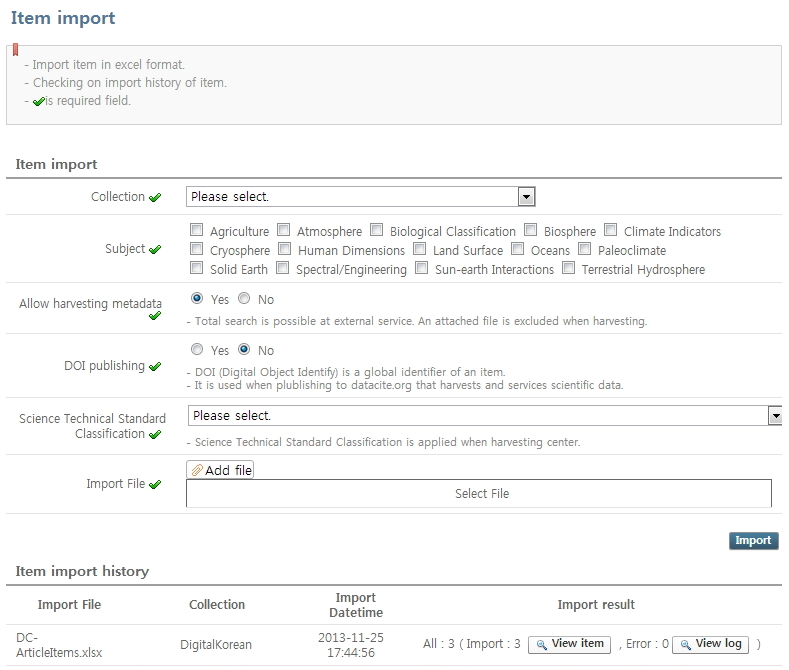 Item import
- Import item in excel format.
- Checking on import history of item.
- is required field.
Item import
Collection
Please select.
Subject
Agriculture Atmosphere Biological Classification Biosphere Climate Indicators
Cryosphere Human Dimensions Land Surface Oceans Paleoclimate
Solid Earth Spectral/Engineering Sun-earth Interactions Terrestrial Hydrosphere
Allow harvesting metadata
Yes No
- Total search is possible at external service. An attached file is excluded when harvesting.
DOI publishing
Yes No
- DOI (Digital Object Identify) is a global identifier of an item.
- It is used when plublishing to datacite.org that harvests and services scientific data.
Science Technical Standard
Classification
Please select.
- Science Technical Standard Classification is applied when harvesting center.
Import File
Add file
Select File
Import
Item import history
Import File Collection Import
Datetime Import result
DC-
ArticleItems.xlsx
DigitalKorean
2013-11-25
17:44:56
All : 3 ( Import : 3 View item , Error : 0 View log )